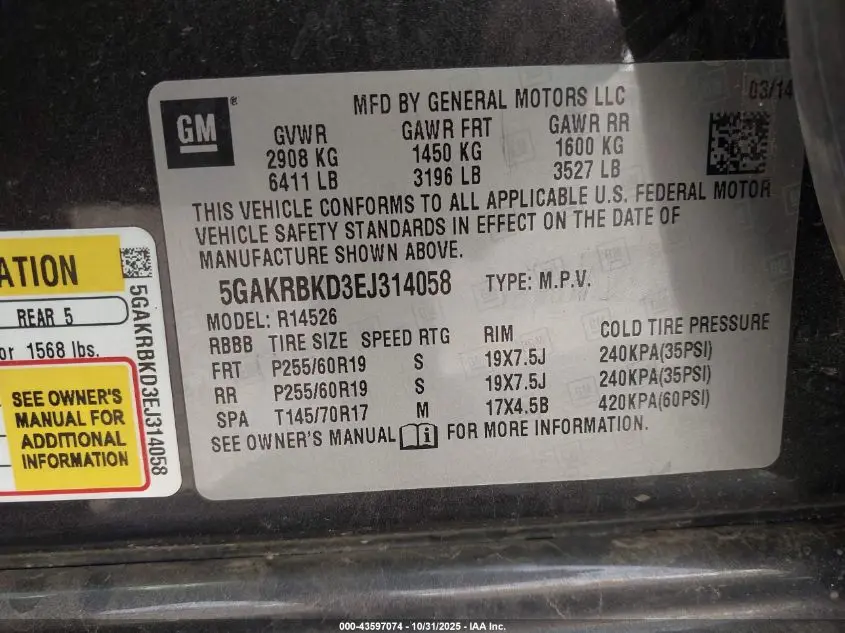 GM
®
MFD BY GENERAL MOTORS LLC
03/14
GVWR GAWR FRT GAWR RR
2908 KG 1450 KG 1600 KG
6411 LB 3196 LB 3527 LB
THIS VEHICLE CONFORMS TO ALL APPLICABLE U.S. FEDERAL MOTOR
VEHICLE SAFETY STANDARDS IN EFFECT ON THE DATE OF
MANUFACTURE SHOWN ABOVE.
5GAKRBKD3EJ314058 TYPE: M.P.V.
MODEL: R14526
RBBB TIRE SIZE SPEED RTG RIM COLD TIRE PRESSURE
FRT P255/60R19 S 19X7.5J 240KPA(35PSI)
RR P255/60R19 S 19X7.5J 240KPA(35PSI)
SPA T145/70R17 M 17X4.5B 420KPA(60PSI)
SEE OWNER'S MANUAL FOR MORE INFORMATION.
ATION
REAR 5
or 1568 lbs.
SEE OWNER'S
MANUAL FOR
ADDITIONAL
INFORMATION
5GAKRBKD3EJ314058
000-43597074 - 10/31/2025 - IAA Inc.